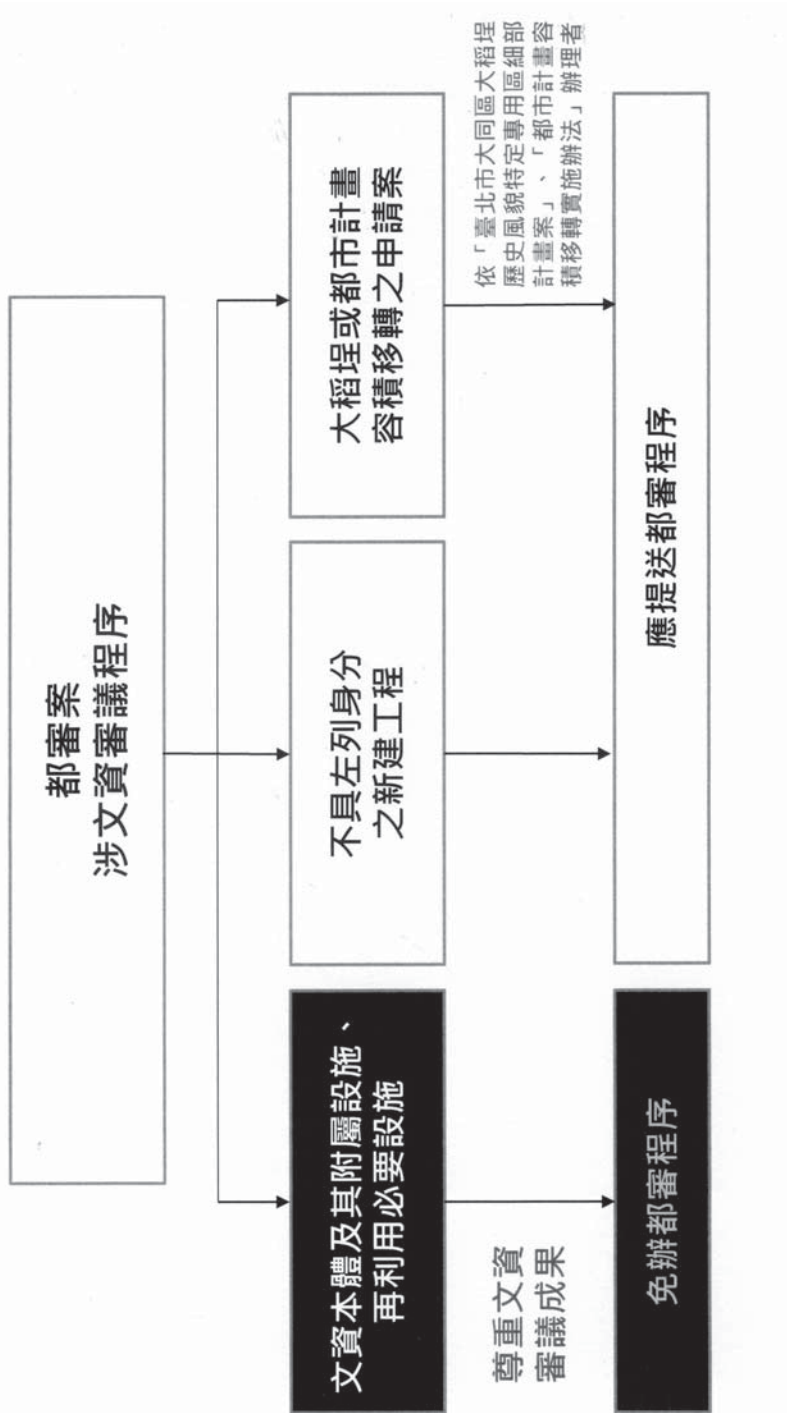 都審案
涉文資審議程序
文資本體及其附屬設施、
再利用必要設施
不具左列身分
之新建工程
大稻埕或都市計畫
容積移轉之申請案
尊重文資
審議成果
依「臺北市大同區大稻埕
歷史風貌特定專用區細部
計畫案」、「都市計畫容
積移轉實施辦法」辦理者
免辦都審程序
應提送都審程序